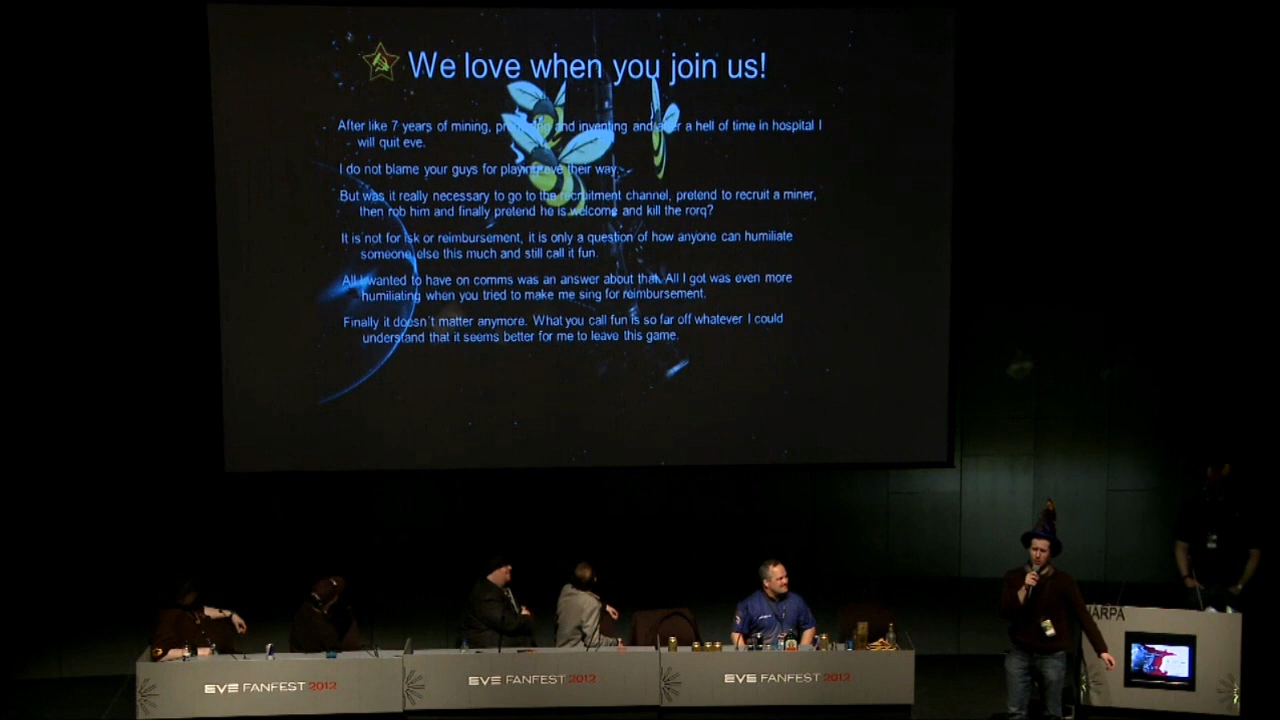 We love when you join us!
After like 7 years of mining, and inventing and after a hell of time in hospital I
will quit eve.
I do not blame your guys for playing eve their way.
But was it really necessary to go to the recruitment channel, pretend to recruit a miner,
then rob him and finally pretend he is welcome and kill the rorq?
It is not for isk or reimbursement, it is only a question of how anyone can humiliate
someone else this much and still call it fun.
All I wanted to have on comms was an answer about that. All I got was even more
humiliating when you tried to make me sing for reimbursement.
Finally it doesn´t matter anymore. What you call fun is so far off whatever I could
understand that it seems better for me to leave this game.
HARPA
EVE FANFEST 2012
EVE FANFEST 2012
EVE FANFEST 2012